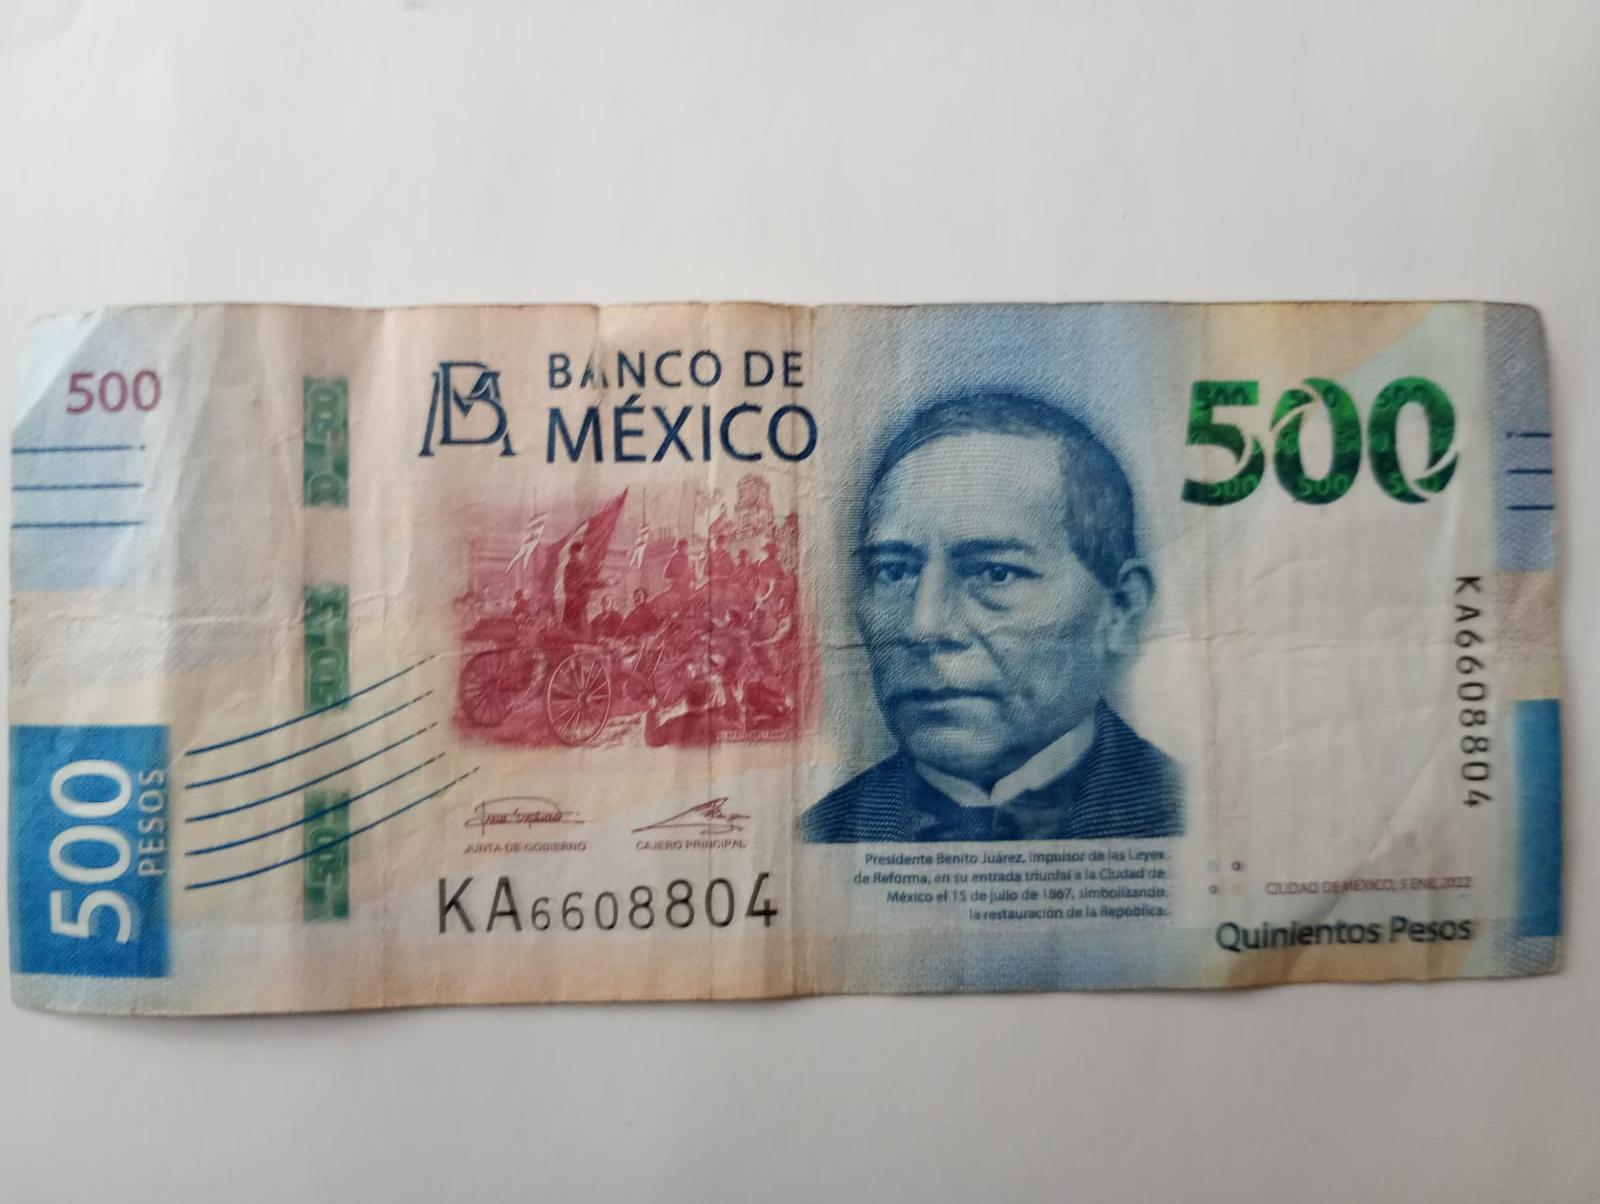 500
500
PESOS
BANCO DE
MÉXICO
JUNTA DE GOBIERNO
CAJERO PRINCIPAL
KA6608804
500
KA6608804
Presidente Benito Juárez, impulsor de las Leyes
de Reforma, en su entrada triunfal a la Ciudad de
México el 15 de julio de 1867, simbolizando
la restauración de la República.
CIUDAD DE MÉXICO, 5 ENE. 2022
Quinientos Pesos